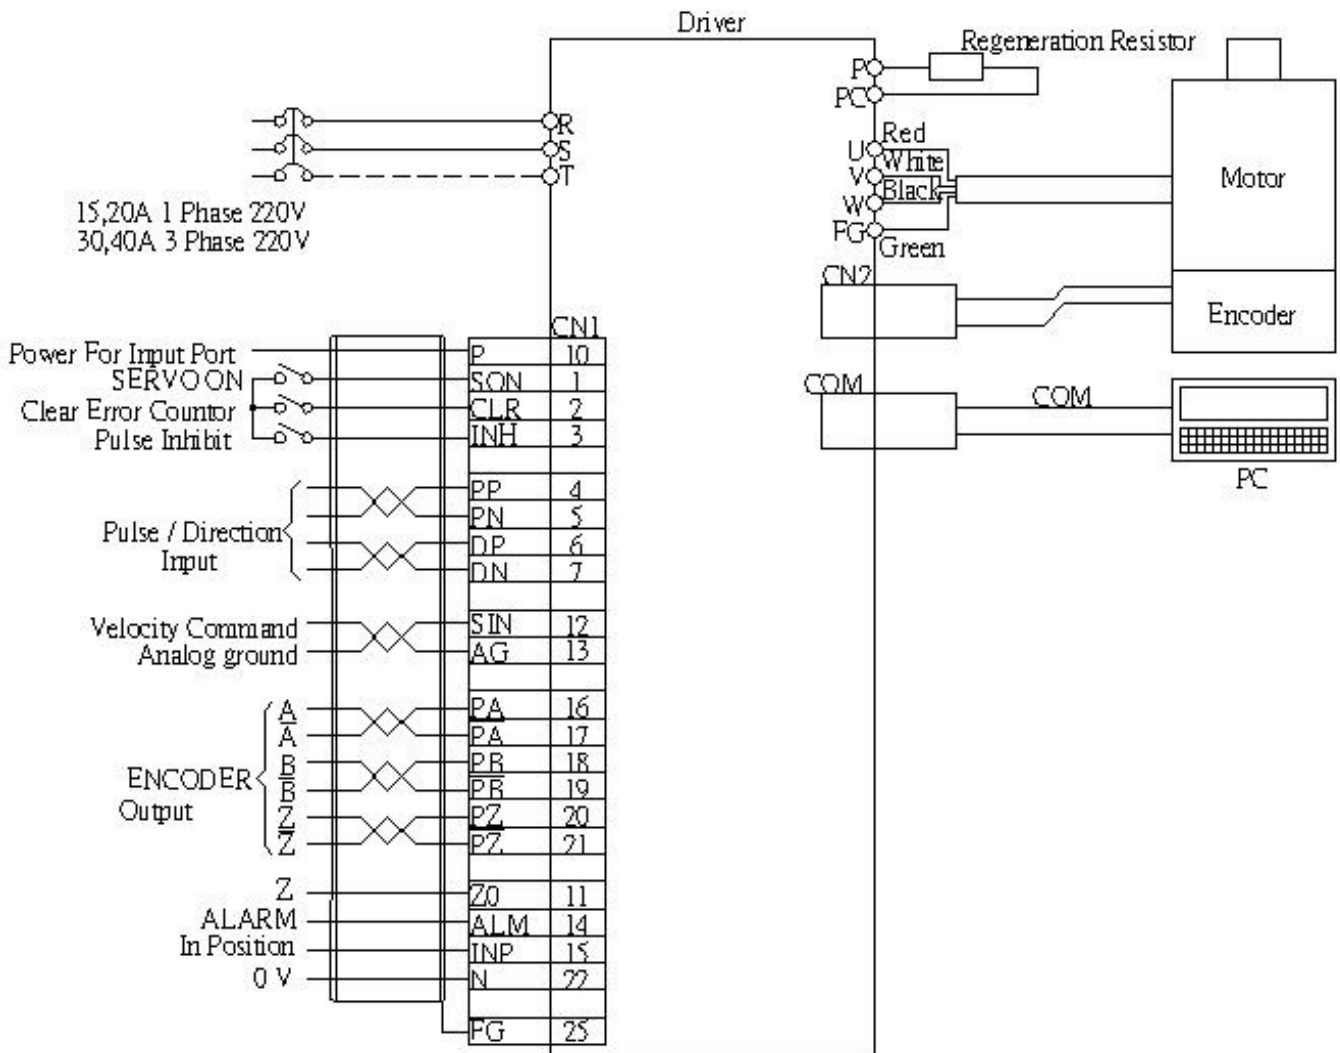 Driver
Regeneration Resistor
P
PC
R
S
T
15,20A 1 Phase 220V
30,40A 3 Phase 220V
U Red
V White
W Black
FG Green
Motor
CN2
Encoder
COM
COM
PC
CN1
Power For Input Port P 10
SERVO ON SON 1
Clear Error Countor CLR 2
Pulse Inhibit INH 3
Pulse / Direction
Input
PP 4
PN 5
DP 6
DN 7
Velocity Command SIN 12
Analog ground AG 13
ENCODER
Output
A PA 16
A̅ P̅A̅ 17
B PB 18
B̅ P̅B̅ 19
Z PZ 20
Z̅ P̅Z̅ 21
Z Z0 11
ALARM ALM 14
In Position INP 15
0 V N 22
FG 25